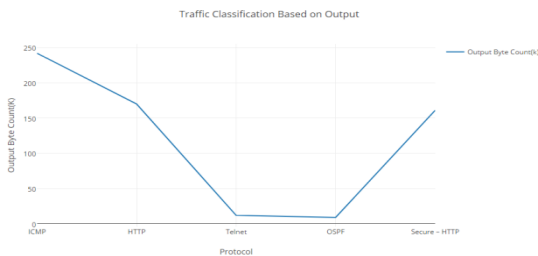 Traffic Classification Based on Output
Output Byte Count(k)
250
200
150
100
50
0
Output Byte Count(K)
ICMP
HTTP
Telnet
OSPF
Secure – HTTP
Protocol